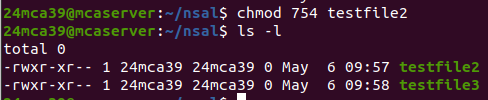 24mca39@mcaserver:~/nsal$ chmod 754 testfile2
24mca39@mcaserver:~/nsal$ ls -l
total 0
-rwxr-xr-- 1 24mca39 24mca39 0 May  6 09:57 testfile2
-rwxr-xr-- 1 24mca39 24mca39 0 May  6 09:58 testfile3